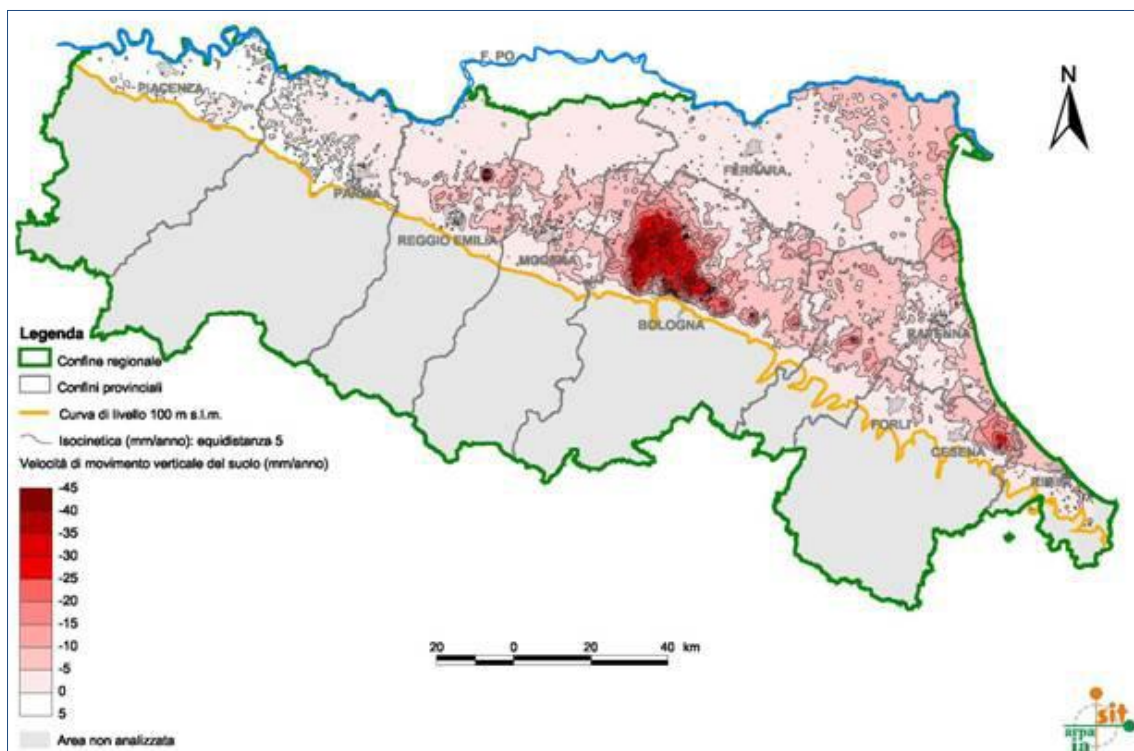 F. PO
N
PIACENZA
FERRARA
PARMA
REGGIO EMILIA
MODENA
BOLOGNA
RAVENNA
FORLI'
CESENA
RIMINI
Legenda
Confine regionale
Confini provinciali
Curva di livello 100 m s.l.m.
Isocinetica (mm/anno): equidistanza 5
Velocità di movimento verticale del suolo (mm/anno)
-45
-40
-35
-30
-25
-20
-15
-10
-5
0
5
Area non analizzata
20 0 20 40 km
sit
arpa
in